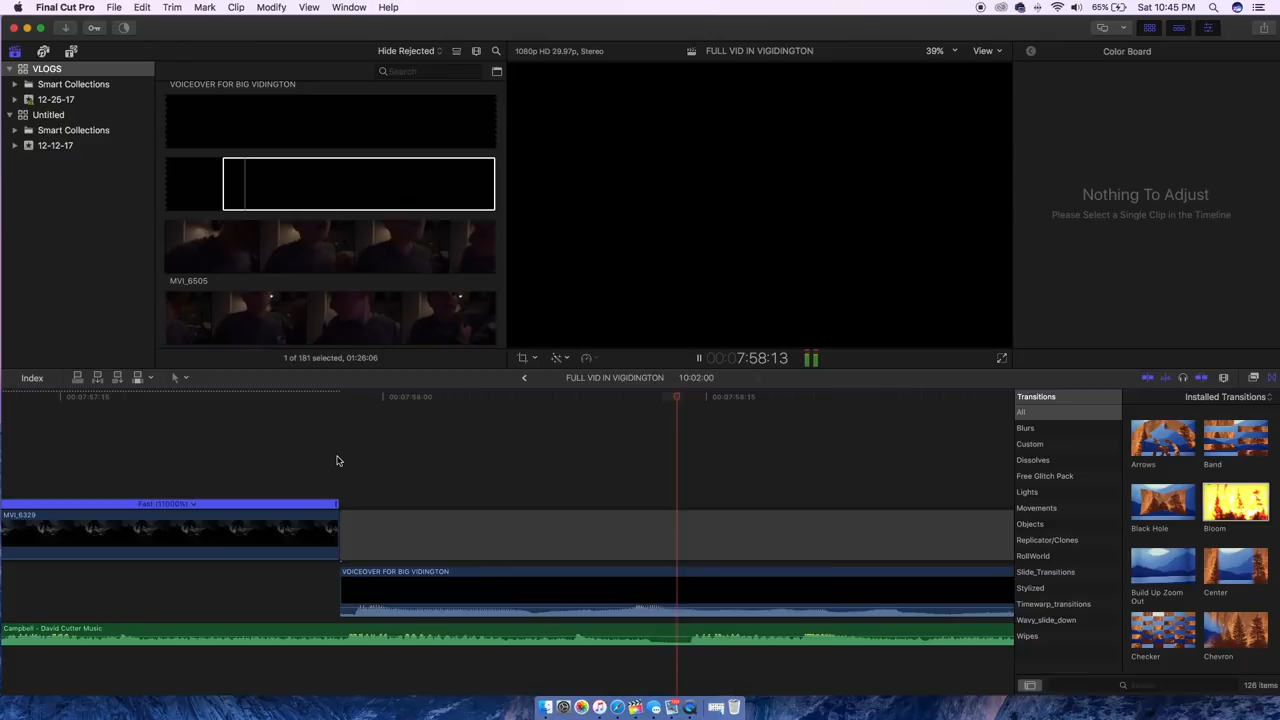 Final Cut Pro File Edit Trim Mark Clip Modify View Window Help 65% Sat 10:45 PM
Hide Rejected 1080p HD 29.97p, Stereo FULL VID IN VIGIDINGTON 39% View Color Board
VLOGS
Smart Collections
12-25-17
Untitled
Smart Collections
12-12-17
Search
VOICEOVER FOR BIG VIDINGTON
MVI_6505
1 of 181 selected, 01:26:06
Nothing To Adjust
Please Select a Single Clip in the Timeline
00:07:58:13
Index FULL VID IN VIGIDINGTON 10:02:00
00:07:57:15 00:07:58:00 00:07:58:15
Fast (11000%)
MVI_6329
VOICEOVER FOR BIG VIDINGTON
Campbell - David Cutter Music
Transitions Installed Transitions
All
Blurs
Custom
Dissolves
Free Glitch Pack
Lights
Movements
Objects
Replicator/Clones
RollWorld
Slide_Transitions
Stylized
Timewarp_transitions
Wavy_slide_down
Wipes
Arrows Band
Black Hole Bloom
Build Up Zoom Out Center
Checker Chevron
126 items